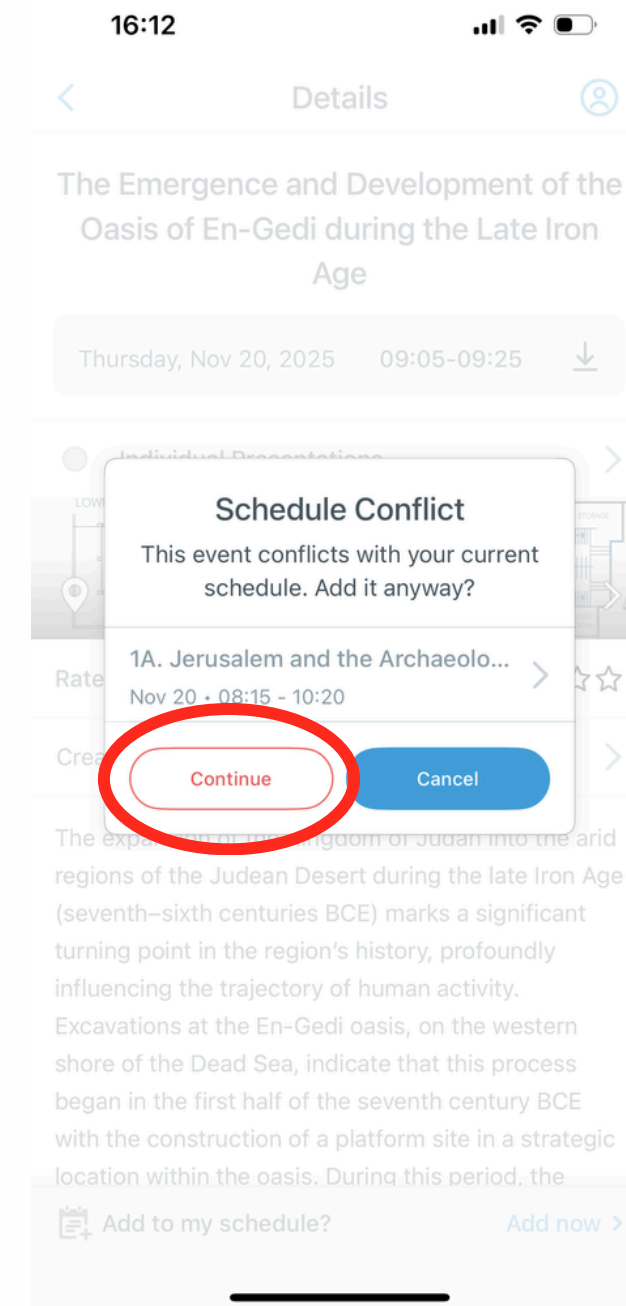 16:12
Details
The Emergence and Development of the
Oasis of En-Gedi during the Late Iron
Age
Thursday, Nov 20, 2025 09:05-09:25
Individual Presentations
STORAGE
Schedule Conflict
This event conflicts with your current
schedule. Add it anyway?
1A. Jerusalem and the Archaeolo...
Nov 20 • 08:15 - 10:20
Rate
Crea
Continue
Cancel
The expansion of the Kingdom of Judah into the arid
regions of the Judean Desert during the late Iron Age
(seventh–sixth centuries BCE) marks a significant
turning point in the region's history, profoundly
influencing the trajectory of human activity.
Excavations at the En-Gedi oasis, on the western
shore of the Dead Sea, indicate that this process
began in the first half of the seventh century BCE
with the construction of a platform site in a strategic
location within the oasis. During this period, the
Add to my schedule?
Add now >